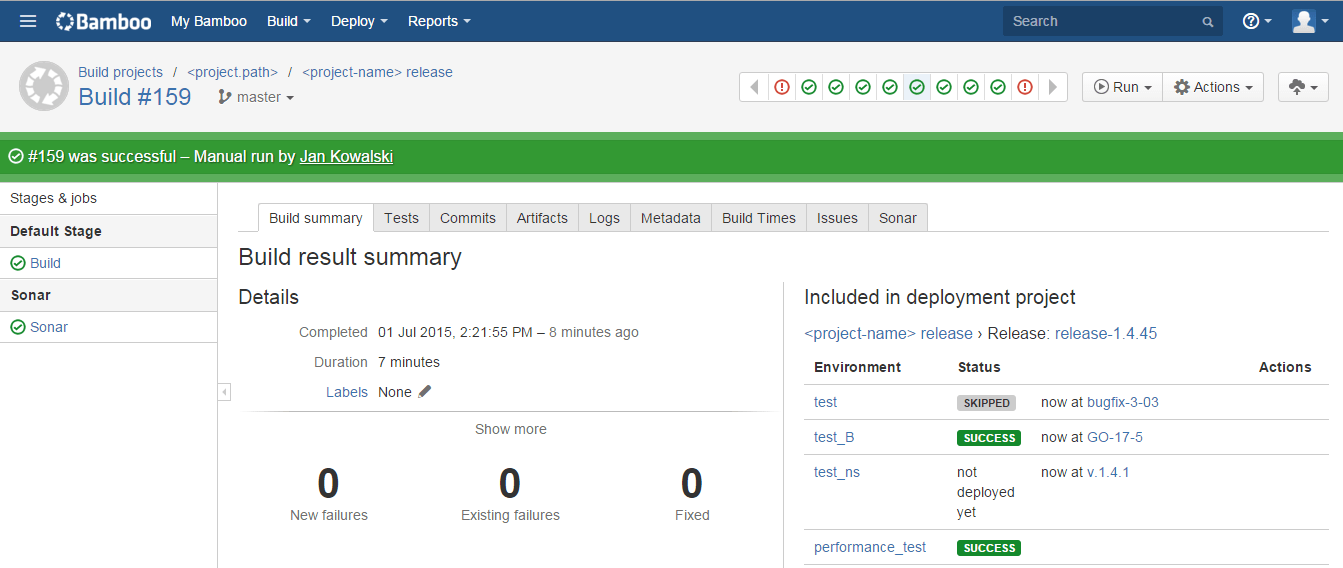 Bamboo My Bamboo Build Deploy Reports Search
Build projects / <project.path> / <project-name> release
Build #159 master Run Actions
#159 was successful – Manual run by Jan Kowalski
Stages & jobs
Default Stage
Build
Sonar
Sonar
Build summary Tests Commits Artifacts Logs Metadata Build Times Issues Sonar
Build result summary
Details
Completed 01 Jul 2015, 2:21:55 PM – 8 minutes ago
Duration 7 minutes
Labels None
Show more
0 0 0
New failures Existing failures Fixed
Included in deployment project
<project-name> release › Release: release-1.4.45
Environment Status Actions
test SKIPPED now at bugfix-3-03
test_B SUCCESS now at GO-17-5
test_ns not now at v.1.4.1
deployed
yet
performance_test SUCCESS